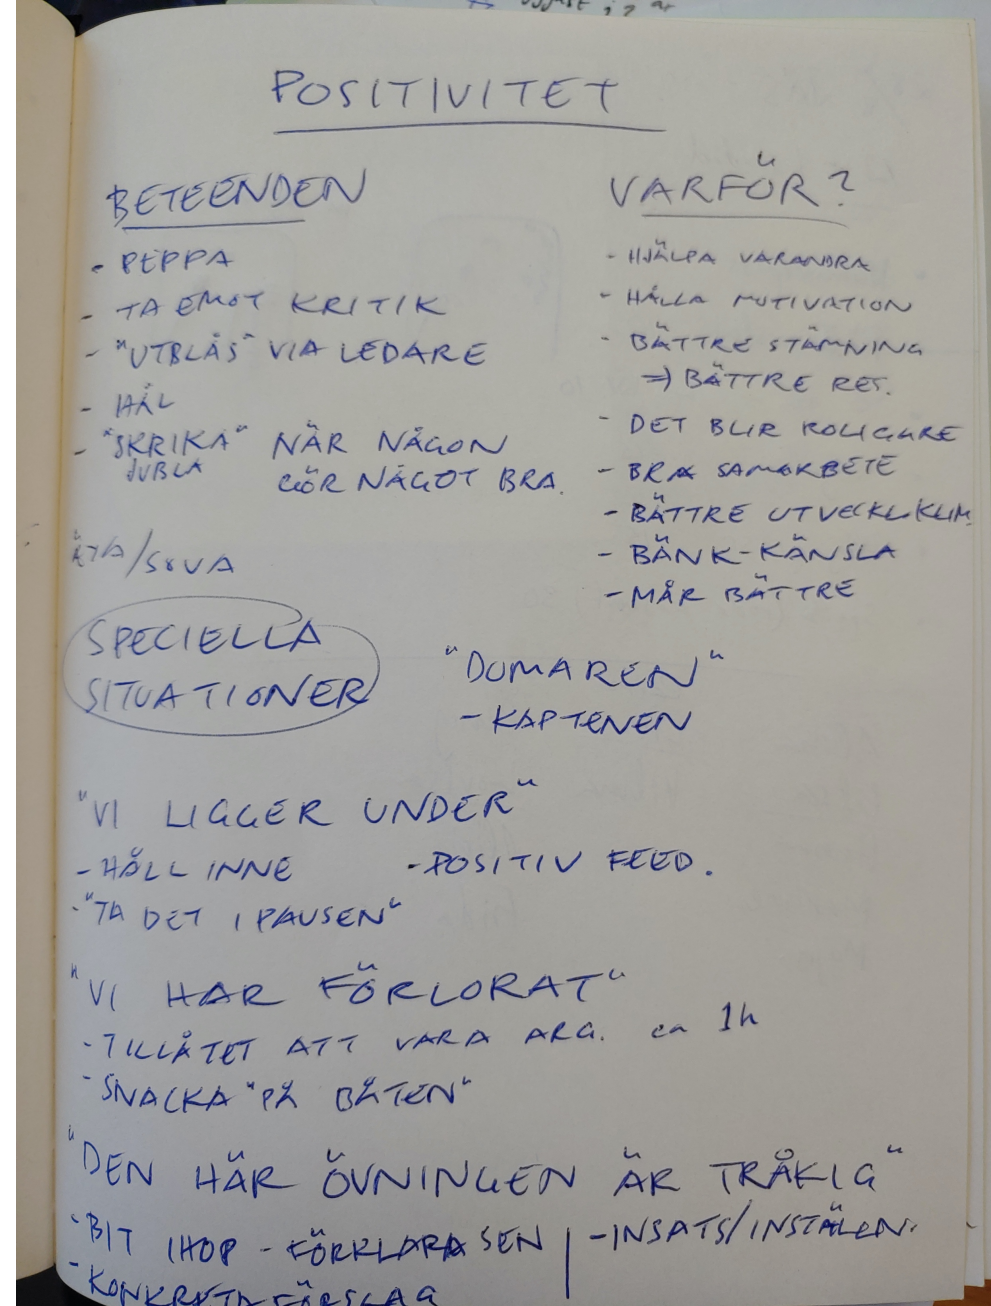 POSITIVITET
BETEENDEN
- PEPPA
- TA EMOT KRITIK
- "UTBLÅS" VIA LEDARE
- HÅL
- "SKRIKA" NÄR NÅGON
JUBLA GÖR NÅGOT BRA.
ÄTA/SOVA
VARFÖR?
- HJÄLPA VARANDRA
- HÅLLA MOTIVATION
- BÄTTRE STÄMNING
=> BÄTTRE RES.
- DET BLIR ROLIGARE
- BRA SAMARBETE
- BÄTTRE UTVECKL.KLIM.
- BÄNK-KÄNSLA
- MÅR BÄTTRE
SPECIELLA
SITUATIONER
"DOMAREN"
- KAPTENEN
"VI LIGGER UNDER"
- HÅLL INNE - POSITIV FEED.
- "TA DET I PAUSEN"
"VI HAR FÖRLORAT"
- TILLÅTET ATT VARA ARG. ca 1h
- SNACKA "PÅ BÅTEN"
"DEN HÄR ÖVNINGEN ÄR TRÅKIG"
- BIT IHOP - FÖRKLARA SEN | - INSATS/INSTÄLLN.
- KONKRETA FÖRSLAG